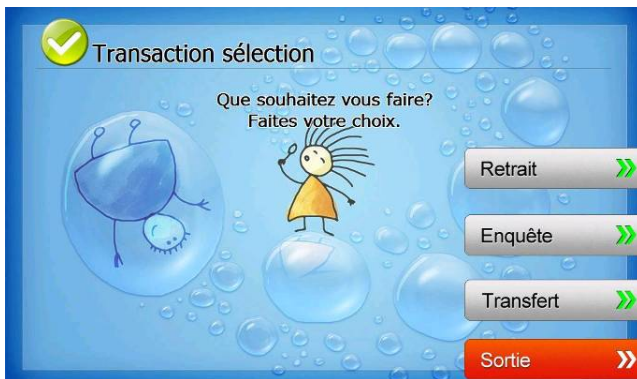 Transaction sélection
Que souhaitez vous faire?
Faites votre choix.
Retrait
Enquête
Transfert
Sortie